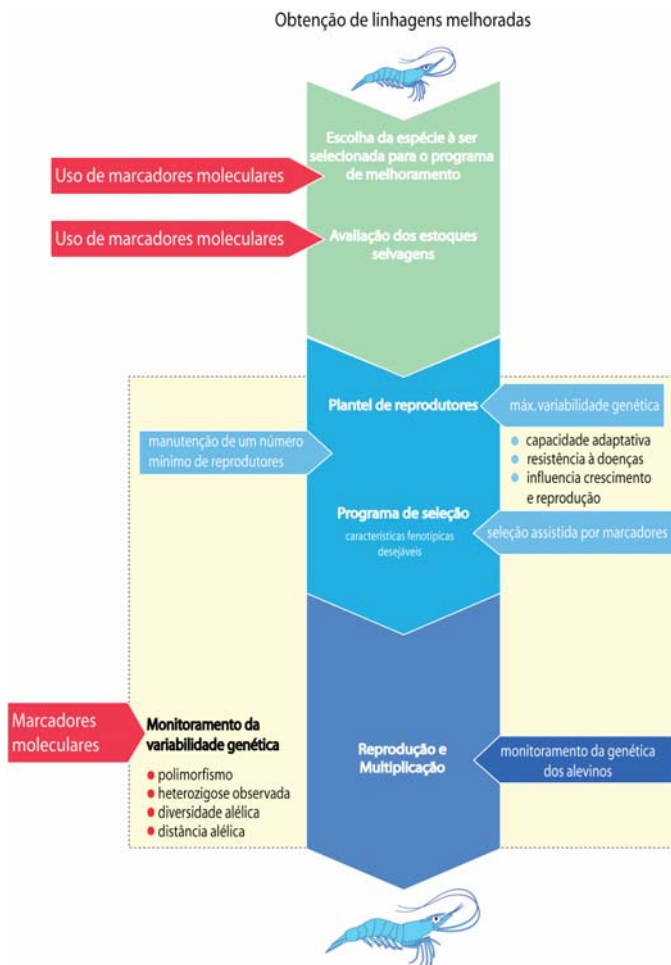 Obtenção de linhagens melhoradas
Escolha da espécie à ser
selecionada para o programa
de melhoramento
Uso de marcadores moleculares
Uso de marcadores moleculares
Avaliação dos estoques
selvagens
Plantel de reprodutores
máx. variabilidade genética
capacidade adaptativa
resistência à doenças
influencia crescimento
e reprodução
manutenção de um número
mínimo de reprodutores
Programa de seleção
características fenotípicas
desejáveis
seleção assistida por marcadores
Marcadores
moleculares
Monitoramento da
variabilidade genética
polimorfismo
heterozigose observada
diversidade alélica
distância alélica
Reprodução e
Multiplicação
monitoramento da genética
dos alevinos